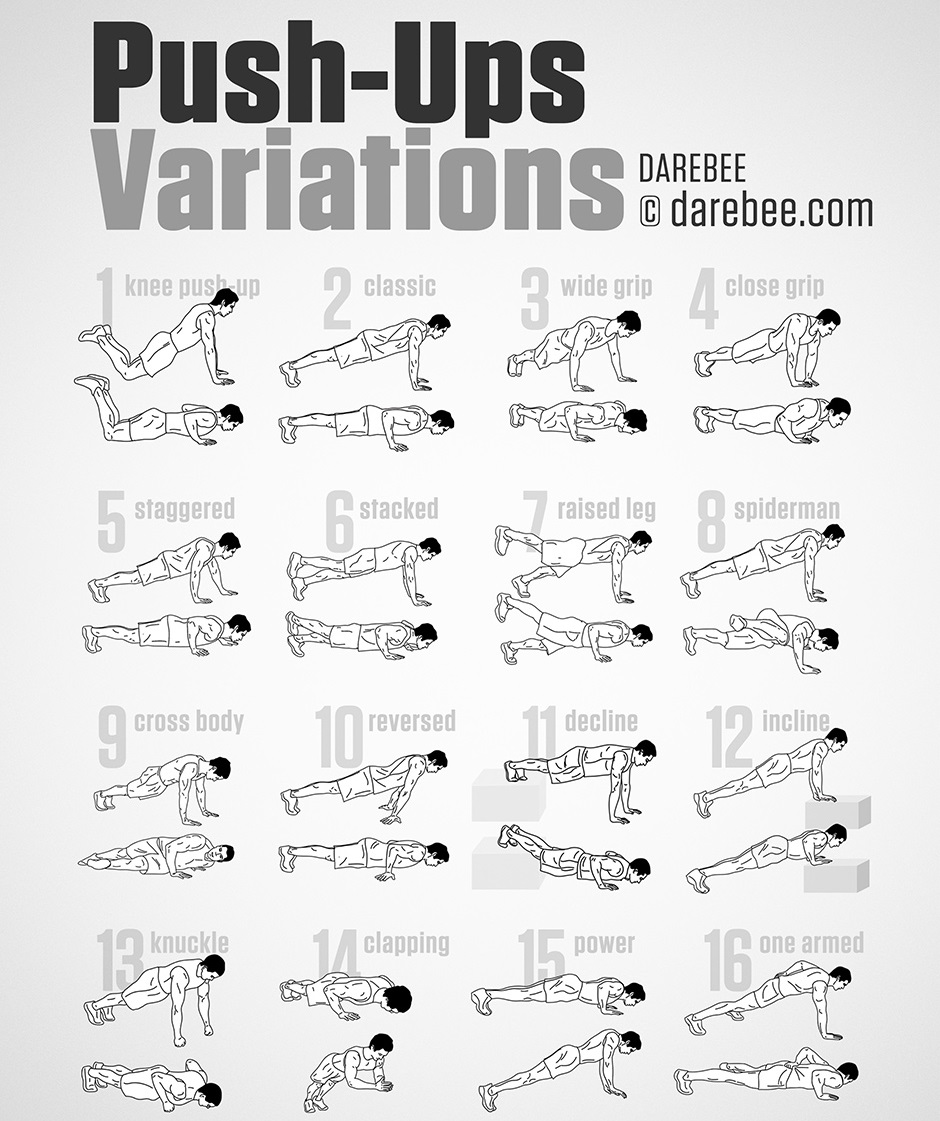 Push-Ups
Variations
DAREBEE
© darebee.com
1 knee push-up
2 classic
3 wide grip
4 close grip
5 staggered
6 stacked
7 raised leg
8 spiderman
9 cross body
10 reversed
11 decline
12 incline
13 knuckle
14 clapping
15 power
16 one armed